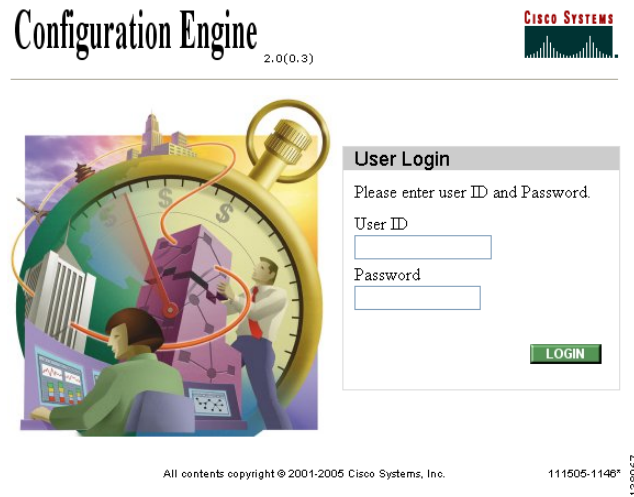 Configuration Engine 2.0(0.3)
CISCO SYSTEMS
User Login
Please enter user ID and Password.
User ID
Password
LOGIN
$ $ $
All contents copyright © 2001-2005 Cisco Systems, Inc.
111505-1146*